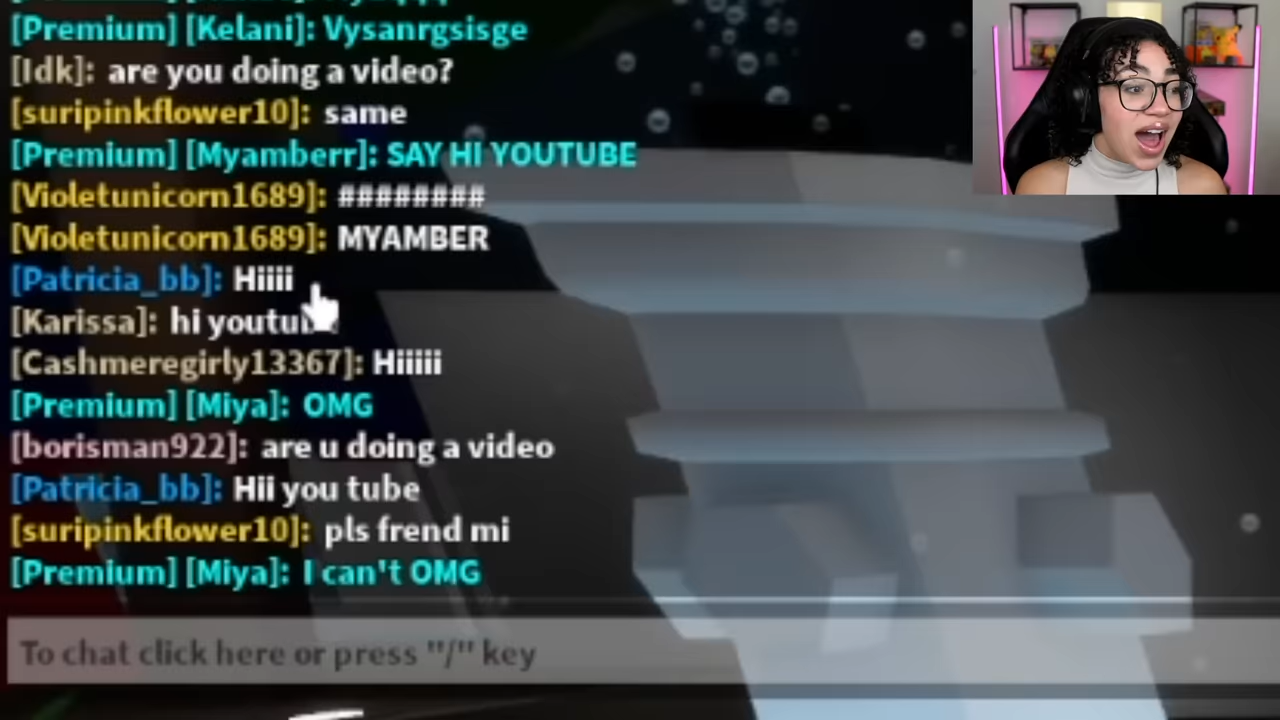 [Premium] [Kelani]: Vysanrgsisge
[Idk]: are you doing a video?
[suripinkflower10]: same
[Premium] [Myamberr]: SAY HI YOUTUBE
[Violetunicorn1689]: ########
[Violetunicorn1689]: MYAMBER
[Patricia_bb]: Hiiii
[Karissa]: hi
[Cashmeregirly13367]: Hiiiii
[Premium] [Miya]: OMG
[borisman922]: are u doing a video
[Patricia_bb]: Hii you tube
[suripinkflower10]: pls frend mi
[Premium] [Miya]: I can't OMG
To chat click here or press "/" key